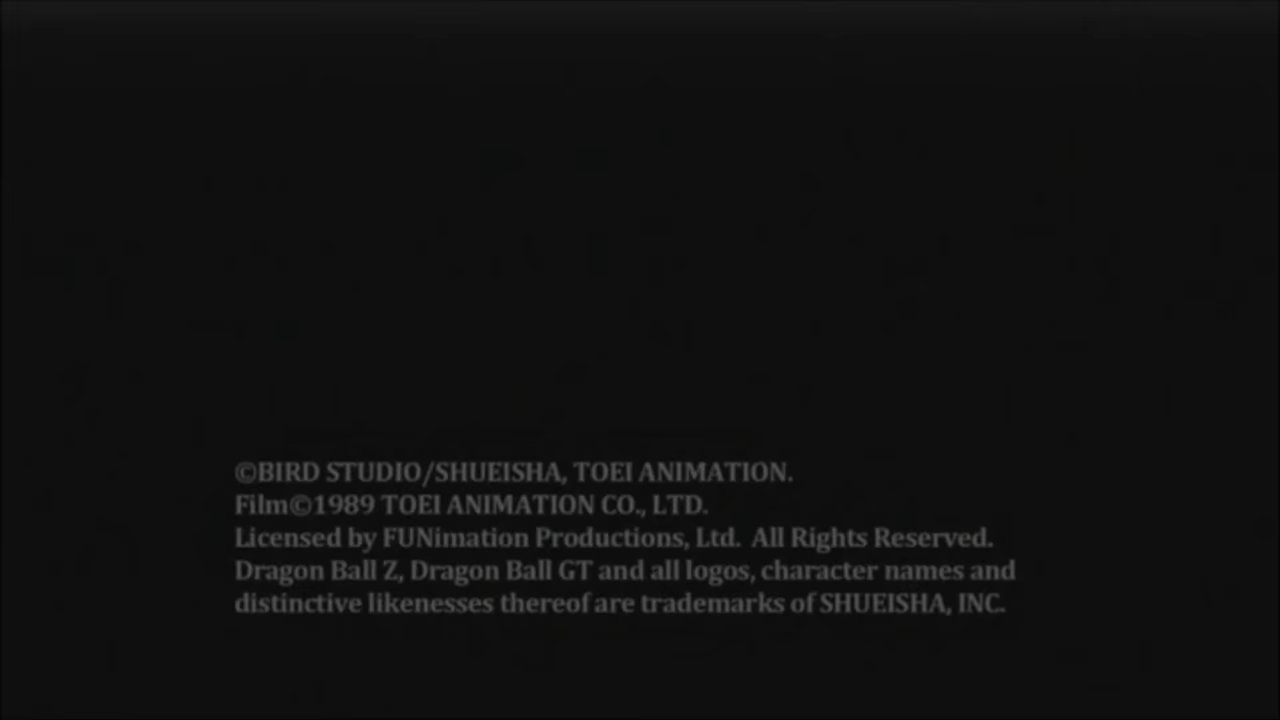 ©BIRD STUDIO/SHUEISHA, TOEI ANIMATION.
Film©1989 TOEI ANIMATION CO., LTD.
Licensed by FUNimation Productions, Ltd.  All Rights Reserved.
Dragon Ball Z, Dragon Ball GT and all logos, character names and
distinctive likenesses thereof are trademarks of SHUEISHA, INC.